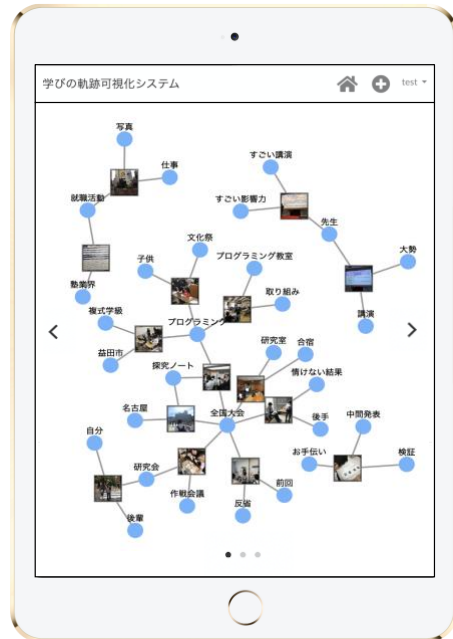 学びの軌跡可視化システム
test
写真
仕事
就職活動
塾業界
すごい講演
すごい影響力
先生
大勢
講演
文化祭
子供
プログラミング教室
取り組み
複式学級
プログラミング
益田市
研究室
合宿
探究ノート
情けない結果
名古屋
全国大会
後手
中間発表
自分
お手伝い
検証
研究会
作戦会議
前回
反省
後輩